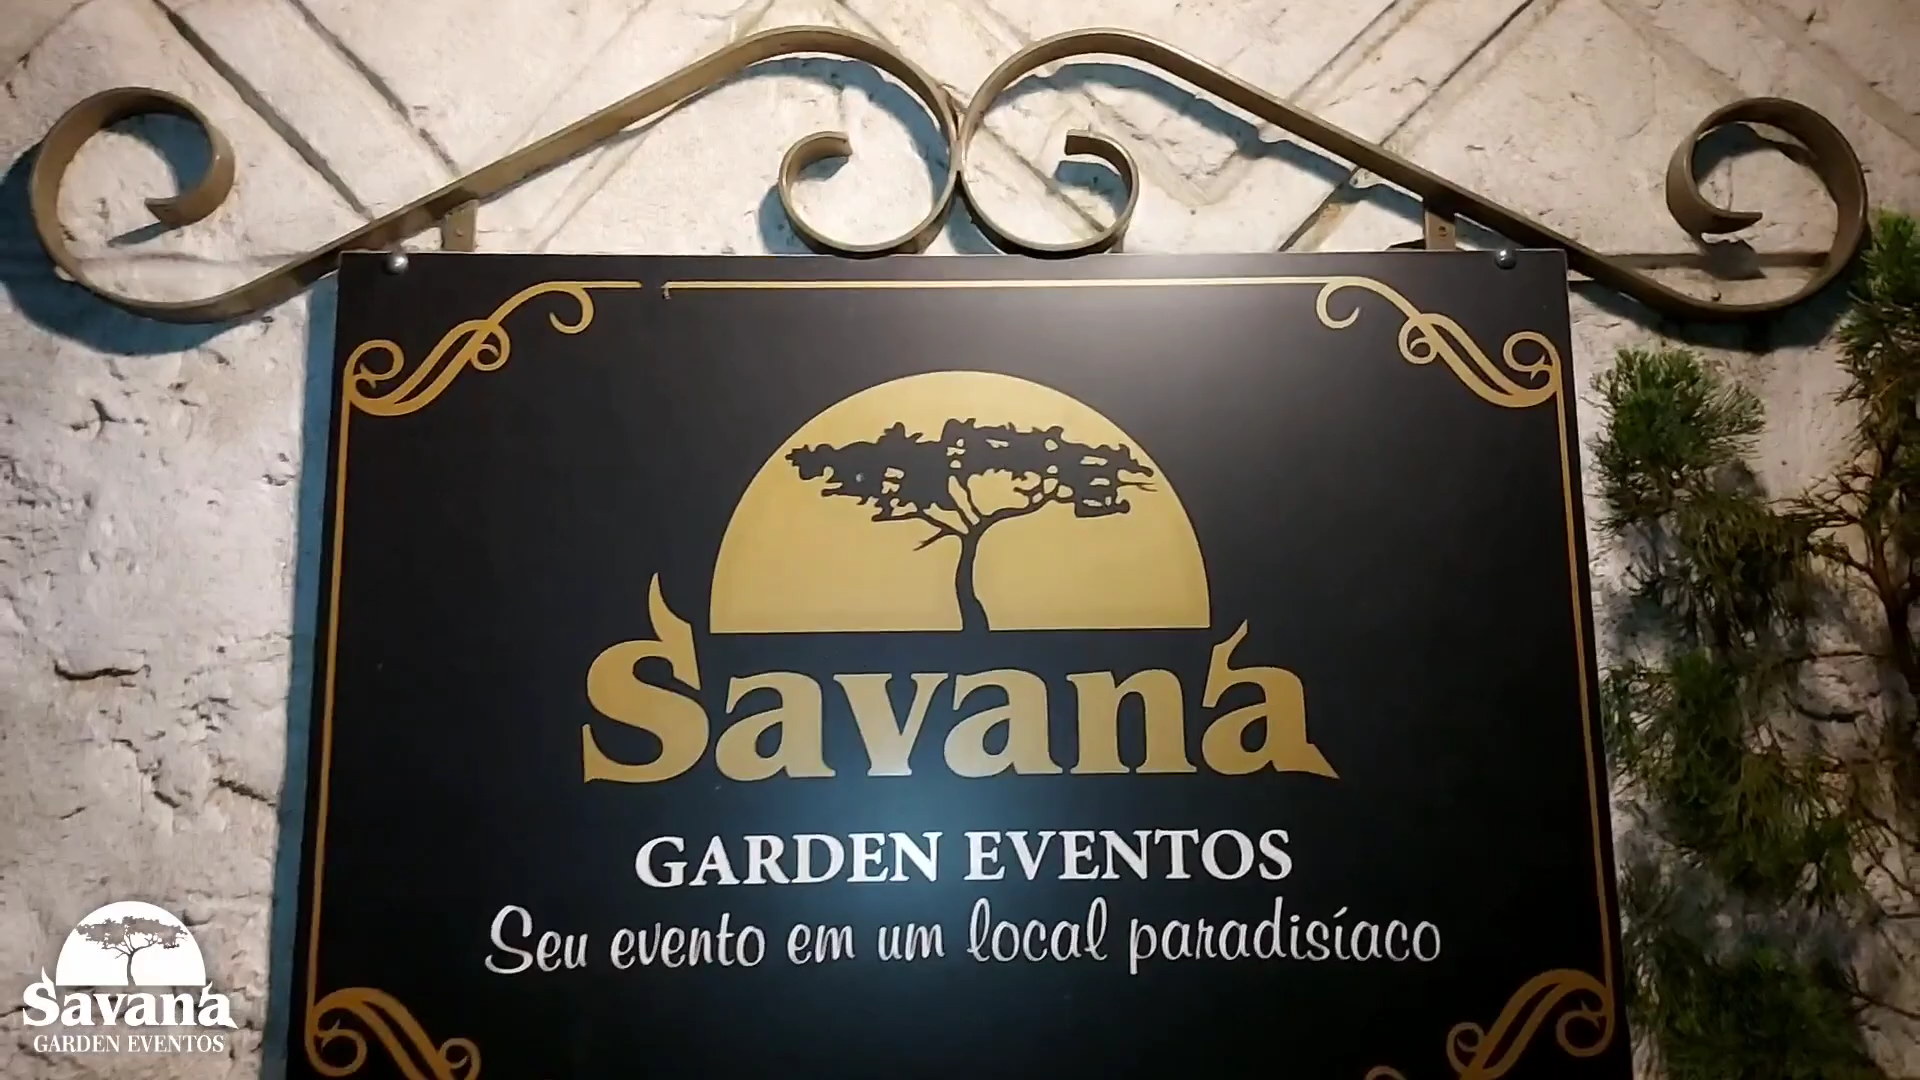 Savana
GARDEN EVENTOS
Seu evento em um local paradisíaco
Savana
GARDEN EVENTOS